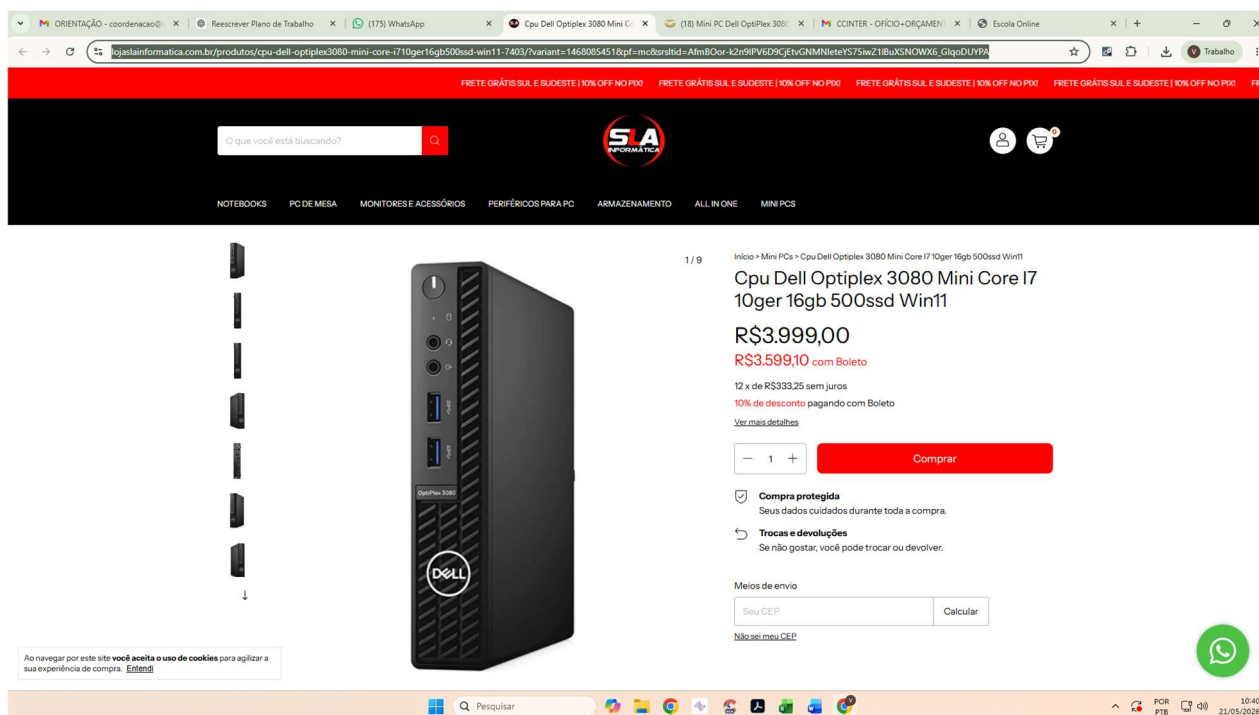 ORIENTAÇÃO - coordenacao@
Reescrever Plano de Trabalho
(175) WhatsApp
Cpu Dell Optiplex 3080 Mini Co
(18) Mini PC Dell OptiPlex 3080
CCINTER - OFÍCIO+ORÇAMENT
Escola Online
lojaslainformatica.com.br/produtos/cpu-dell-optiplex3080-mini-core-i710ger16gb500ssd-win11-7403/?variant=1468085451&pf=mc&srsltid=AfmBOor-k2n9IPV6D9CjEtvGNMNleteYS75iwZ1lBuXSNOWX6_GlqoDUYPA
Trabalho
FRETE GRÁTIS SUL E SUDESTE | 10% OFF NO PIX! FRETE GRÁTIS SUL E SUDESTE | 10% OFF NO PIX! FRETE GRÁTIS SUL E SUDESTE | 10% OFF NO PIX! FRETE GRÁTIS SUL E SUDESTE | 10% OFF NO PIX!
O que você está buscando?
SLA
INFORMÁTICA
0
NOTEBOOKS PC DE MESA MONITORES E ACESSÓRIOS PERIFÉRICOS PARA PC ARMAZENAMENTO ALL IN ONE MINI PCS
1 / 9
Início > Mini PCs > Cpu Dell Optiplex 3080 Mini Core I7 10ger 16gb 500ssd Win11
Cpu Dell Optiplex 3080 Mini Core I7
10ger 16gb 500ssd Win11
R$3.999,00
R$3.599,10 com Boleto
12 x de R$333,25 sem juros
10% de desconto pagando com Boleto
Ver mais detalhes
1
Comprar
Compra protegida
Seus dados cuidados durante toda a compra.
Trocas e devoluções
Se não gostar, você pode trocar ou devolver.
Meios de envio
Seu CEP
Calcular
Não sei meu CEP
OptiPlex 3080
DELL
Ao navegar por este site você aceita o uso de cookies para agilizar a
sua experiência de compra. Entendi
Pesquisar
POR
PTB
10:40
21/05/2026